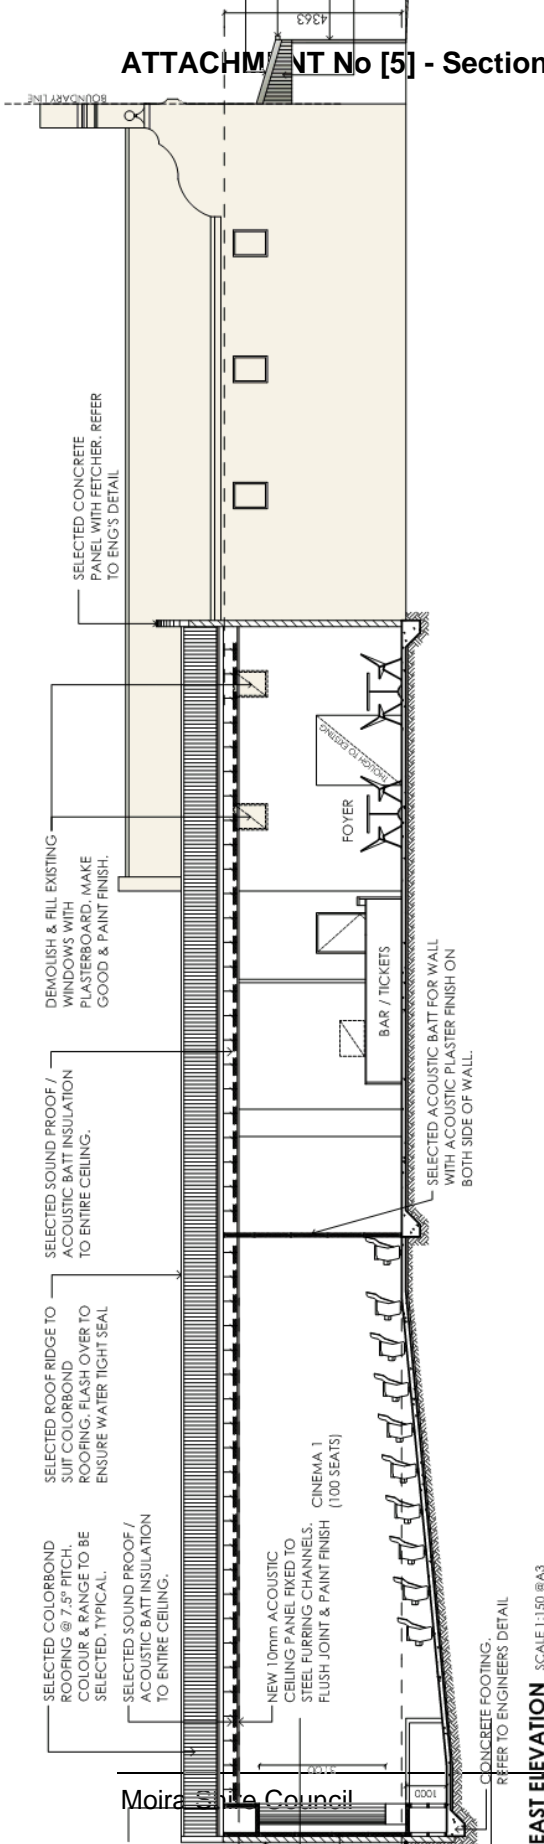 ATTACHMENT No [5] - Section
4363
BOUNDARY LINE
SELECTED CONCRETE
PANEL WITH FETCHER. REFER
TO ENG'S DETAIL
DEMOLISH & FILL EXISTING
WINDOWS WITH
PLASTERBOARD. MAKE
GOOD & PAINT FINISH.
THOUGH TO EXISTING
FOYER
BAR / TICKETS
SELECTED SOUND PROOF /
ACOUSTIC BATT INSULATION
TO ENTIRE CEILING.
SELECTED ACOUSTIC BATT FOR WALL
WITH ACOUSTIC PLASTER FINISH ON
BOTH SIDE OF WALL.
SELECTED ROOF RIDGE TO
SUIT COLORBOND
ROOFING. FLASH OVER TO
ENSURE WATER TIGHT SEAL
SELECTED COLORBOND
ROOFING @ 7.5° PITCH.
COLOUR & RANGE TO BE
SELECTED. TYPICAL.
SELECTED SOUND PROOF /
ACOUSTIC BATT INSULATION
TO ENTIRE CEILING.
NEW 10mm ACOUSTIC
CEILING PANEL FIXED TO
STEEL FURRING CHANNELS.
FLUSH JOINT & PAINT FINISH
CINEMA 1
(100 SEATS)
1000
CONCRETE FOOTING.
REFER TO ENGINEERS DETAIL
EAST ELEVATION SCALE 1:150 @A3
Moira Shire Council